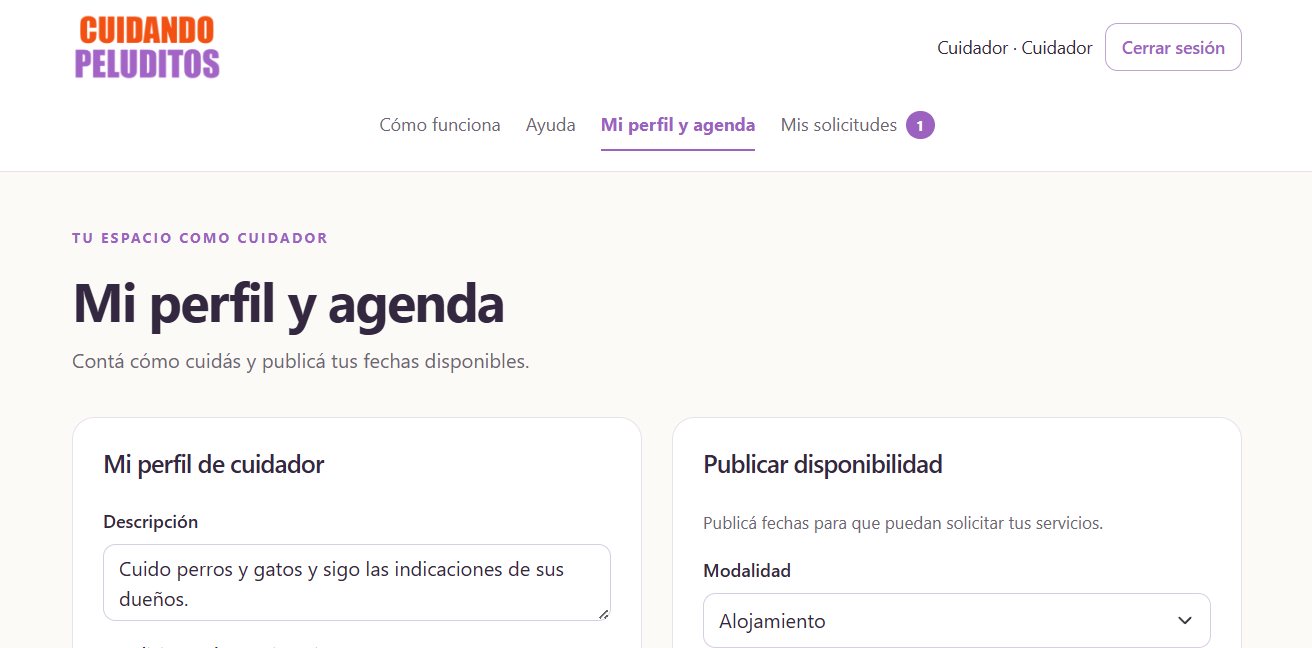 CUIDANDO
PELUDITOS
Cuidador · Cuidador
Cerrar sesión
Cómo funciona
Ayuda
Mi perfil y agenda
Mis solicitudes
1
TU ESPACIO COMO CUIDADOR
Mi perfil y agenda
Contá cómo cuidás y publicá tus fechas disponibles.
Mi perfil de cuidador
Descripción
Cuido perros y gatos y sigo las indicaciones de sus
dueños.
Publicar disponibilidad
Publicá fechas para que puedan solicitar tus servicios.
Modalidad
Alojamiento